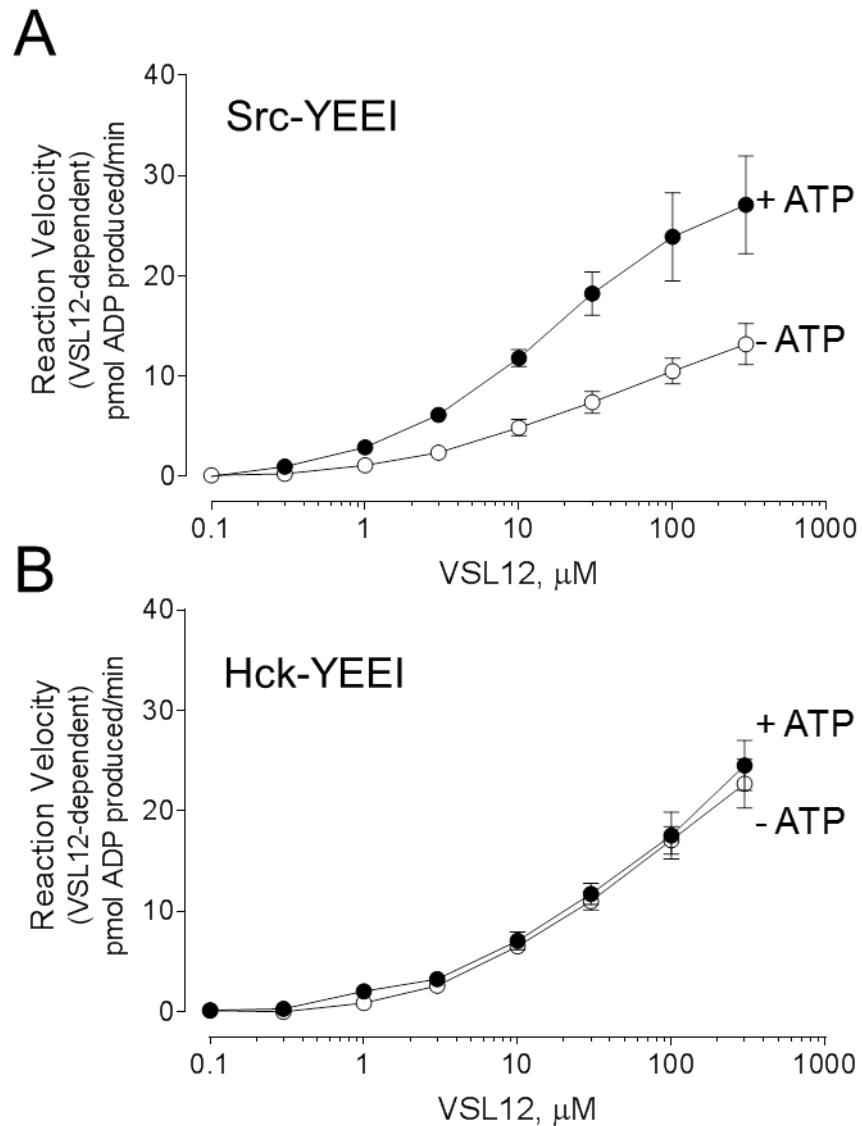 A
Src-YEEI
Reaction Velocity
(VSL12-dependent)
pmol ADP produced/min
40
30
20
10
0
+ ATP
- ATP
0.1 1 10 100 1000
VSL12, μM
B
Hck-YEEI
Reaction Velocity
(VSL12-dependent)
pmol ADP produced/min
40
30
20
10
0
+ ATP
- ATP
0.1 1 10 100 1000
VSL12, μM